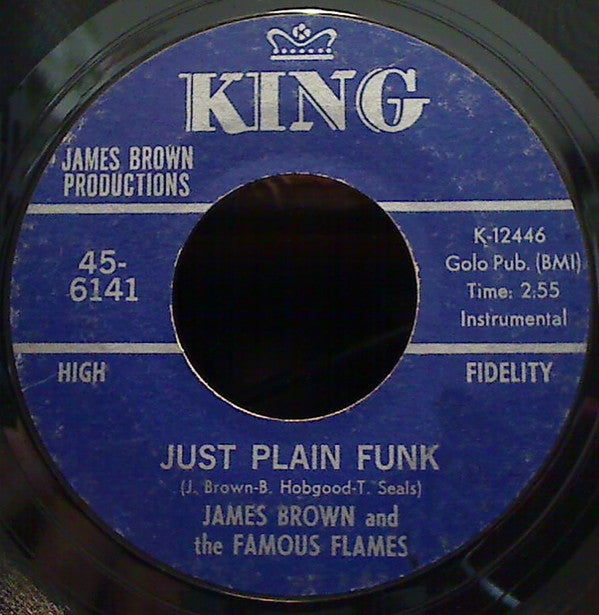 K
KING
JAMES BROWN
PRODUCTIONS
45-
6141
K-12446
Golo Pub. (BMI)
Time: 2:55
Instrumental
HIGH
FIDELITY
JUST PLAIN FUNK
(J. Brown-B. Hobgood-T. Seals)
JAMES BROWN and
the FAMOUS FLAMES